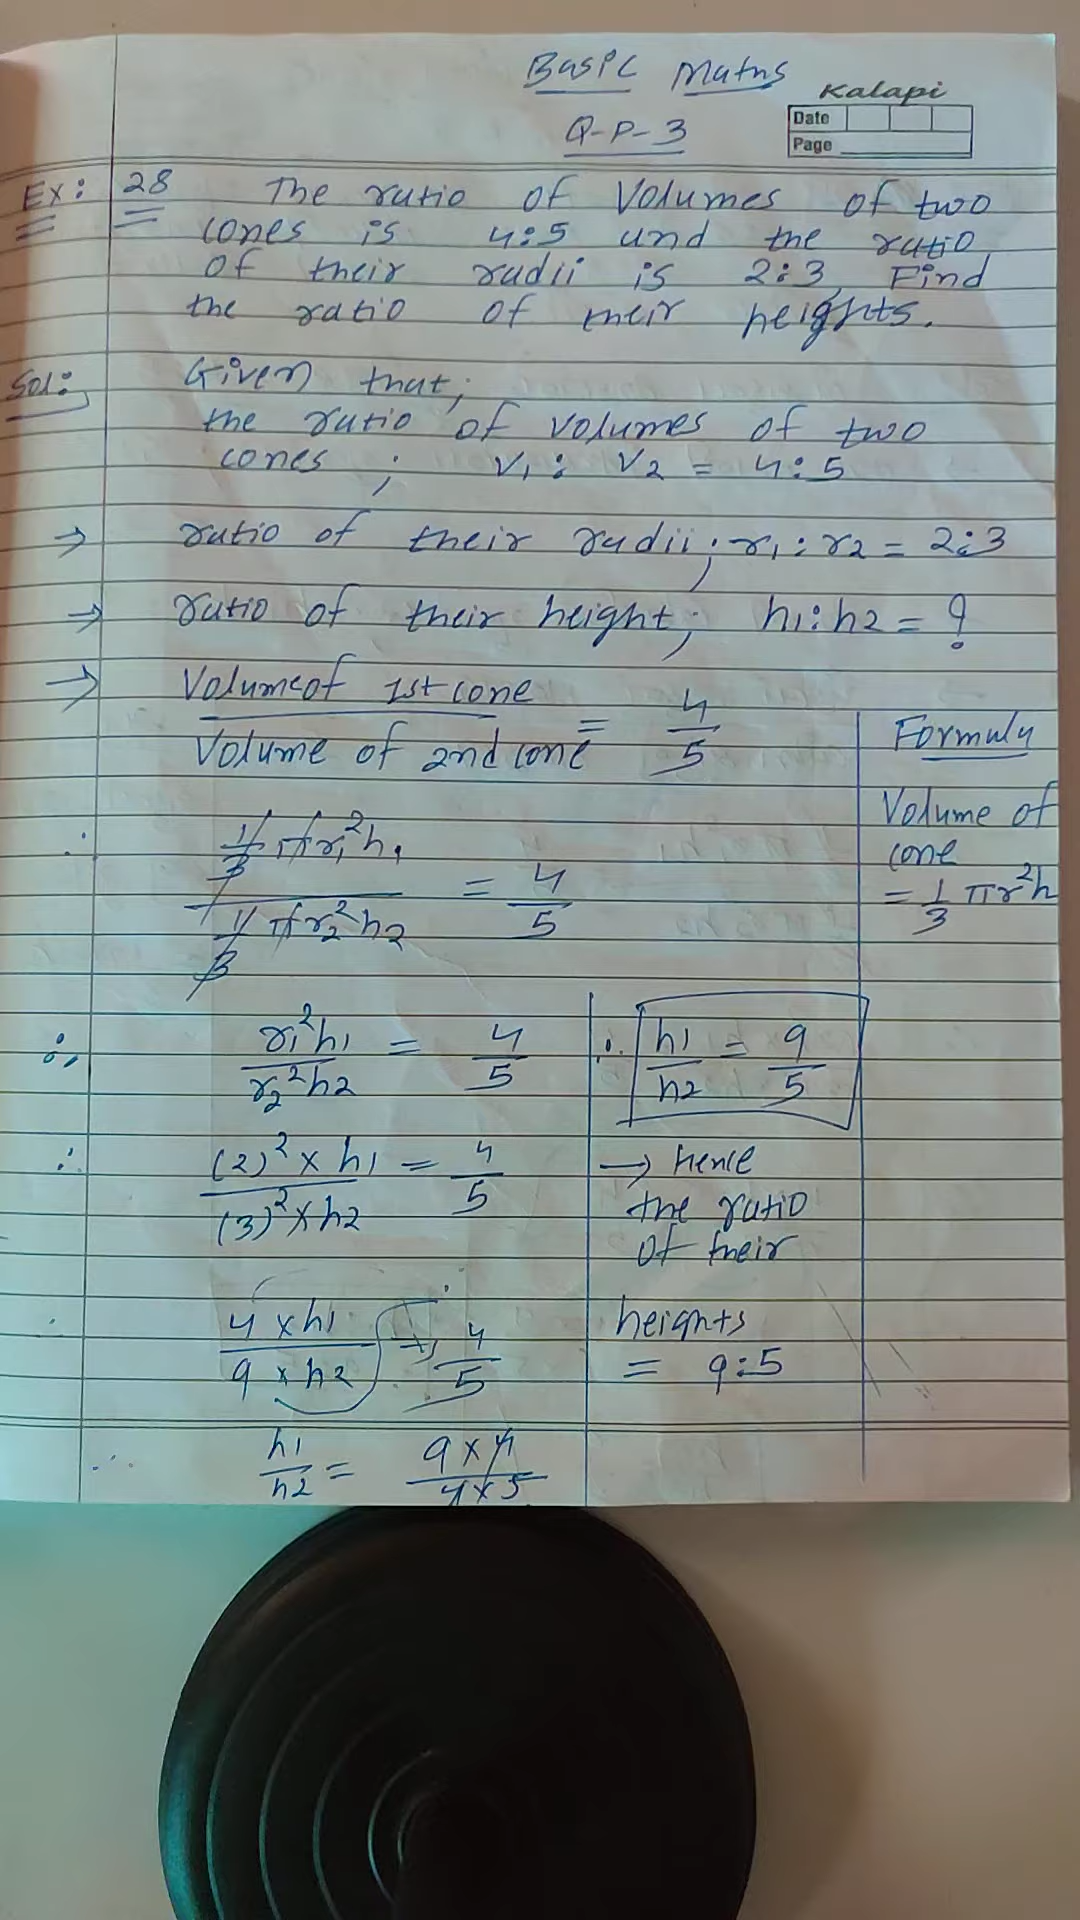 Basic Maths
Q-P-3
Kalapi
Date
Page
Ex: 28 The ratio of Volumes of two
cones is 4:5 and the ratio
of their radii is 2:3, Find
the ratio of their heights.
Sol: Given that,
the ratio of volumes of two
cones ; V1 : V2 = 4:5
→ ratio of their radii ; r1 : r2 = 2:3
→ ratio of their height ; h1:h2 = ?
→ Volume of 1st cone / Volume of 2nd cone = 4/5
∴ 1/3 πr1²h1 / 1/3 πr2²h2 = 4/5
∴ r1²h1 / r2²h2 = 4/5
∴ (2)² × h1 / (3)² × h2 = 4/5
∴ 4 × h1 / 9 × h2 = 4/5
∴ h1/h2 = 9 × 4 / 4 × 5
∴ h1/h2 = 9/5
→ Hence
the ratio
of their
heights
= 9:5
Formula
Volume of
cone
= 1/3 πr²h